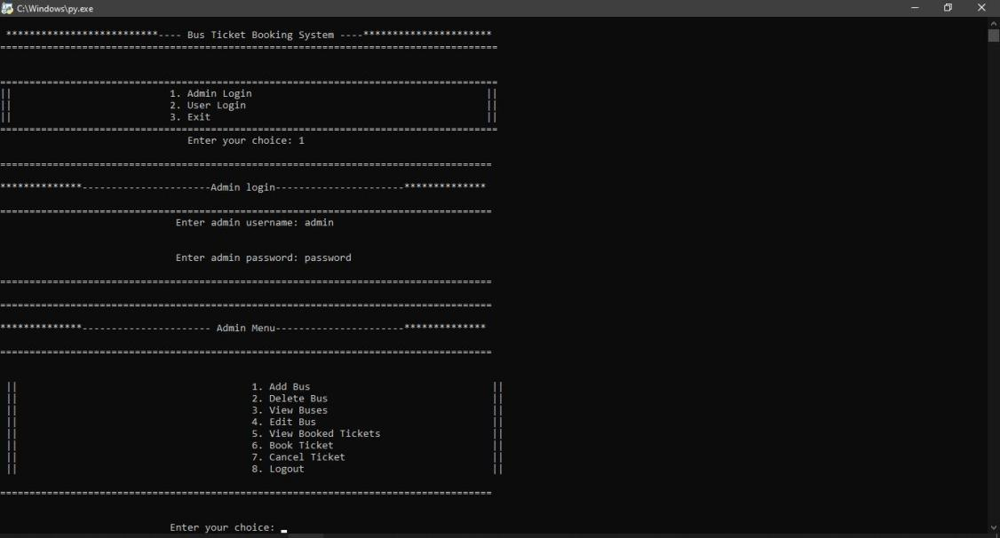 C:\Windows\py.exe
**************************---- Bus Ticket Booking System ----**********************
=====================================================================================
=====================================================================================
|| 1. Admin Login ||
|| 2. User Login ||
|| 3. Exit ||
=====================================================================================
Enter your choice: 1
====================================================================================
**************----------------------Admin login----------------------**************
====================================================================================
Enter admin username: admin
Enter admin password: password
====================================================================================
====================================================================================
**************---------------------- Admin Menu----------------------**************
====================================================================================
|| 1. Add Bus ||
|| 2. Delete Bus ||
|| 3. View Buses ||
|| 4. Edit Bus ||
|| 5. View Booked Tickets ||
|| 6. Book Ticket ||
|| 7. Cancel Ticket ||
|| 8. Logout ||
====================================================================================
Enter your choice: